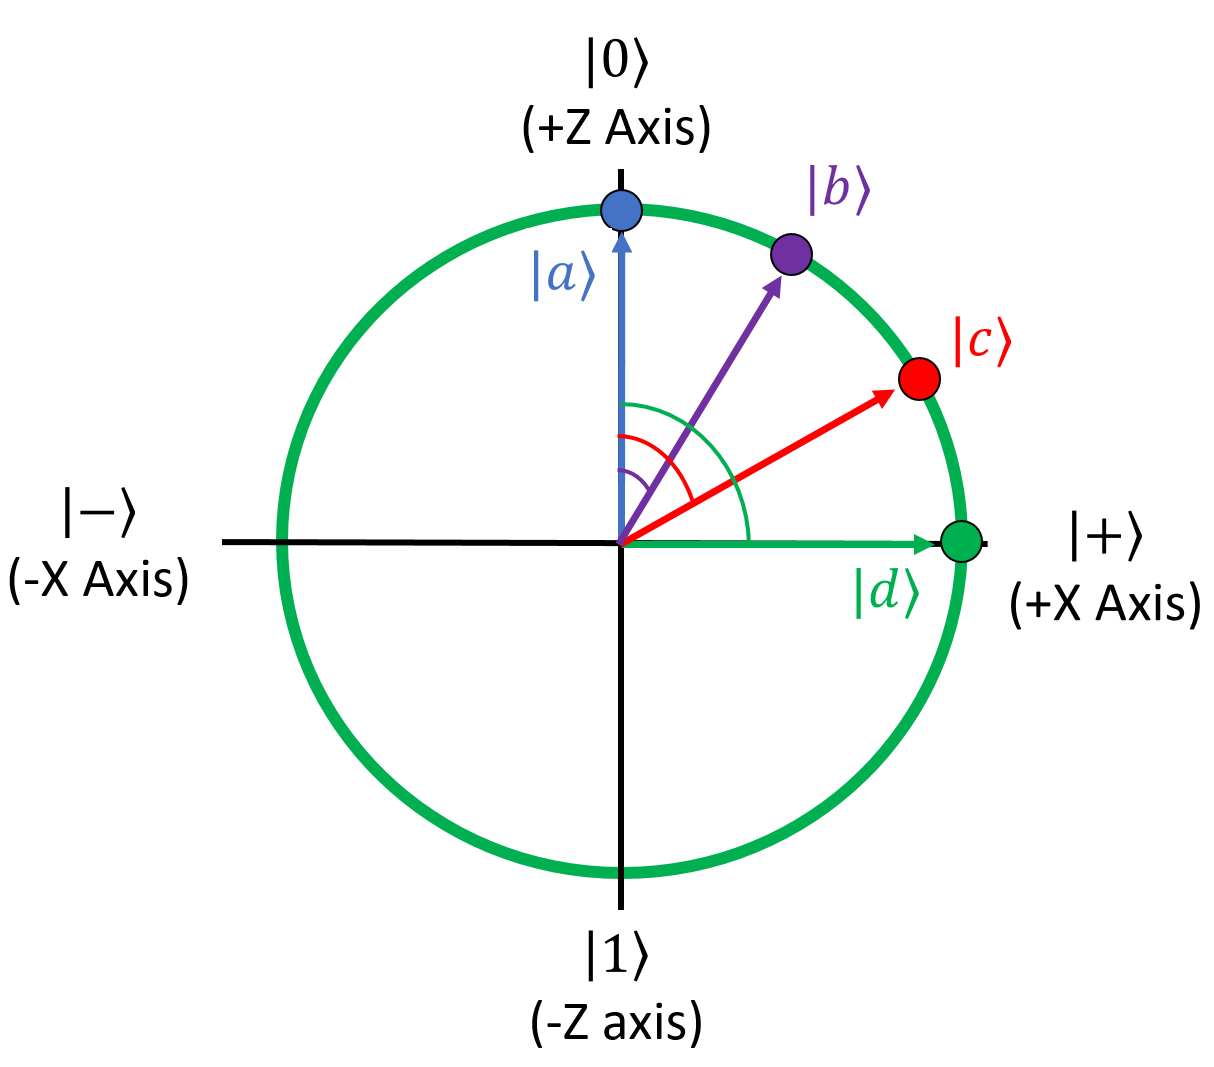 |0⟩
(+Z Axis)
|b⟩
|a⟩
|c⟩
|−⟩
(-X Axis)
|+⟩
(+X Axis)
|d⟩
|1⟩
(-Z axis)